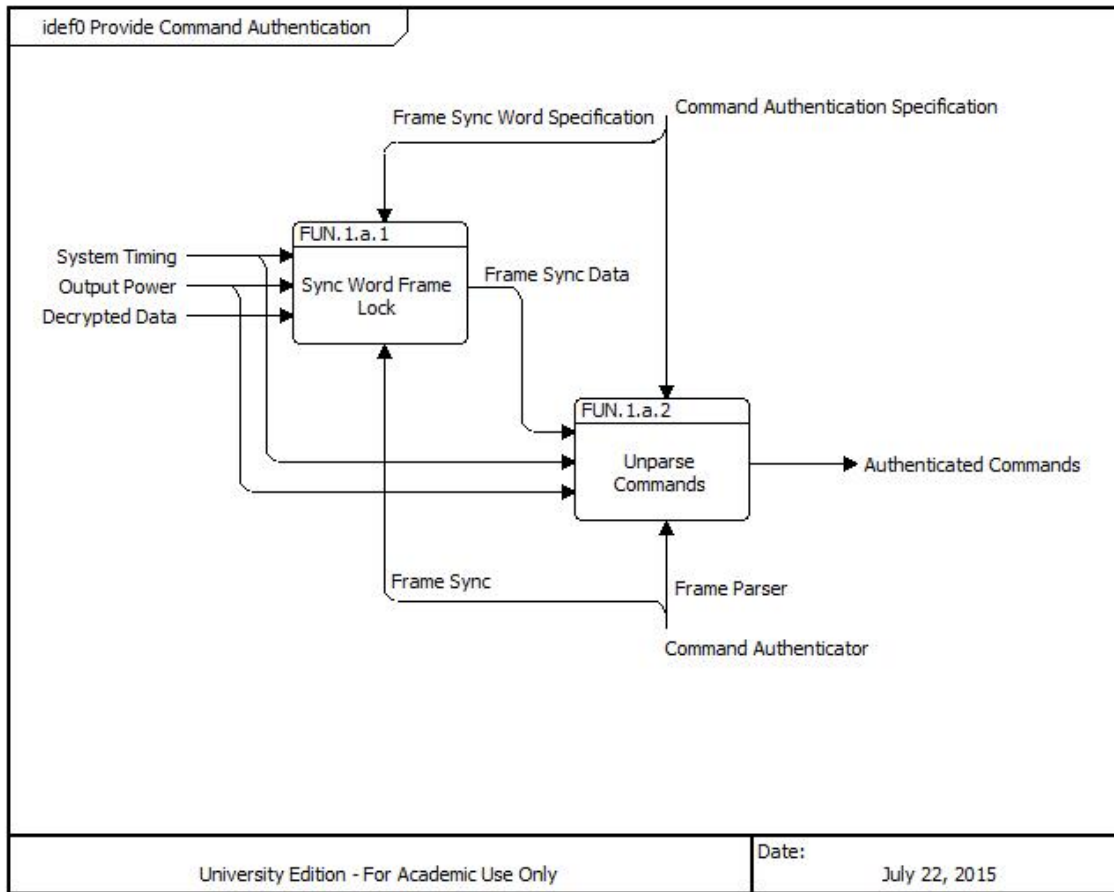 idef0 Provide Command Authentication
Command Authentication Specification
Frame Sync Word Specification
FUN.1.a.1
System Timing
Output Power
Decrypted Data
Sync Word Frame
Lock
Frame Sync Data
FUN.1.a.2
Unparse
Commands
Authenticated Commands
Frame Sync
Frame Parser
Command Authenticator
University Edition - For Academic Use Only
Date:
July 22, 2015